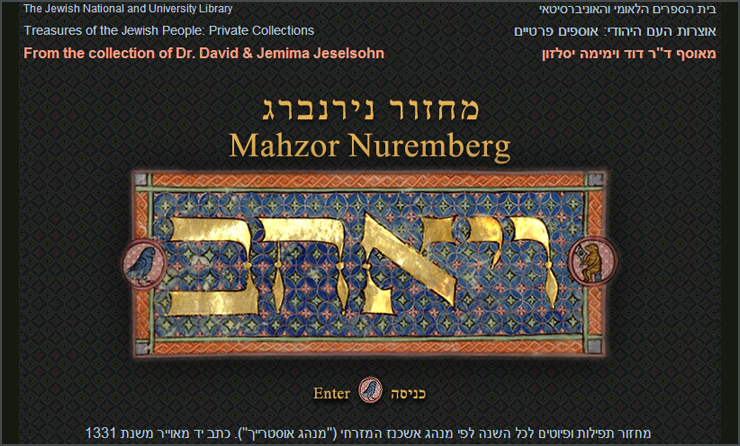 The Jewish National and University Library
בית הספרים הלאומי והאוניברסיטאי
Treasures of the Jewish People: Private Collections
אוצרות העם היהודי: אוספים פרטיים
From the collection of Dr. David & Jemima Jeselsohn
מאוסף ד"ר דוד וימימה יסלזון
מחזור נירנברג
Mahzor Nuremberg
ויאהב
Enter
כניסה
מחזור תפילות ופיוטים לכל השנה לפי מנהג אשכנז המזרחי ("מנהג אוסטרייך"). כתב יד מאוייר משנת 1331